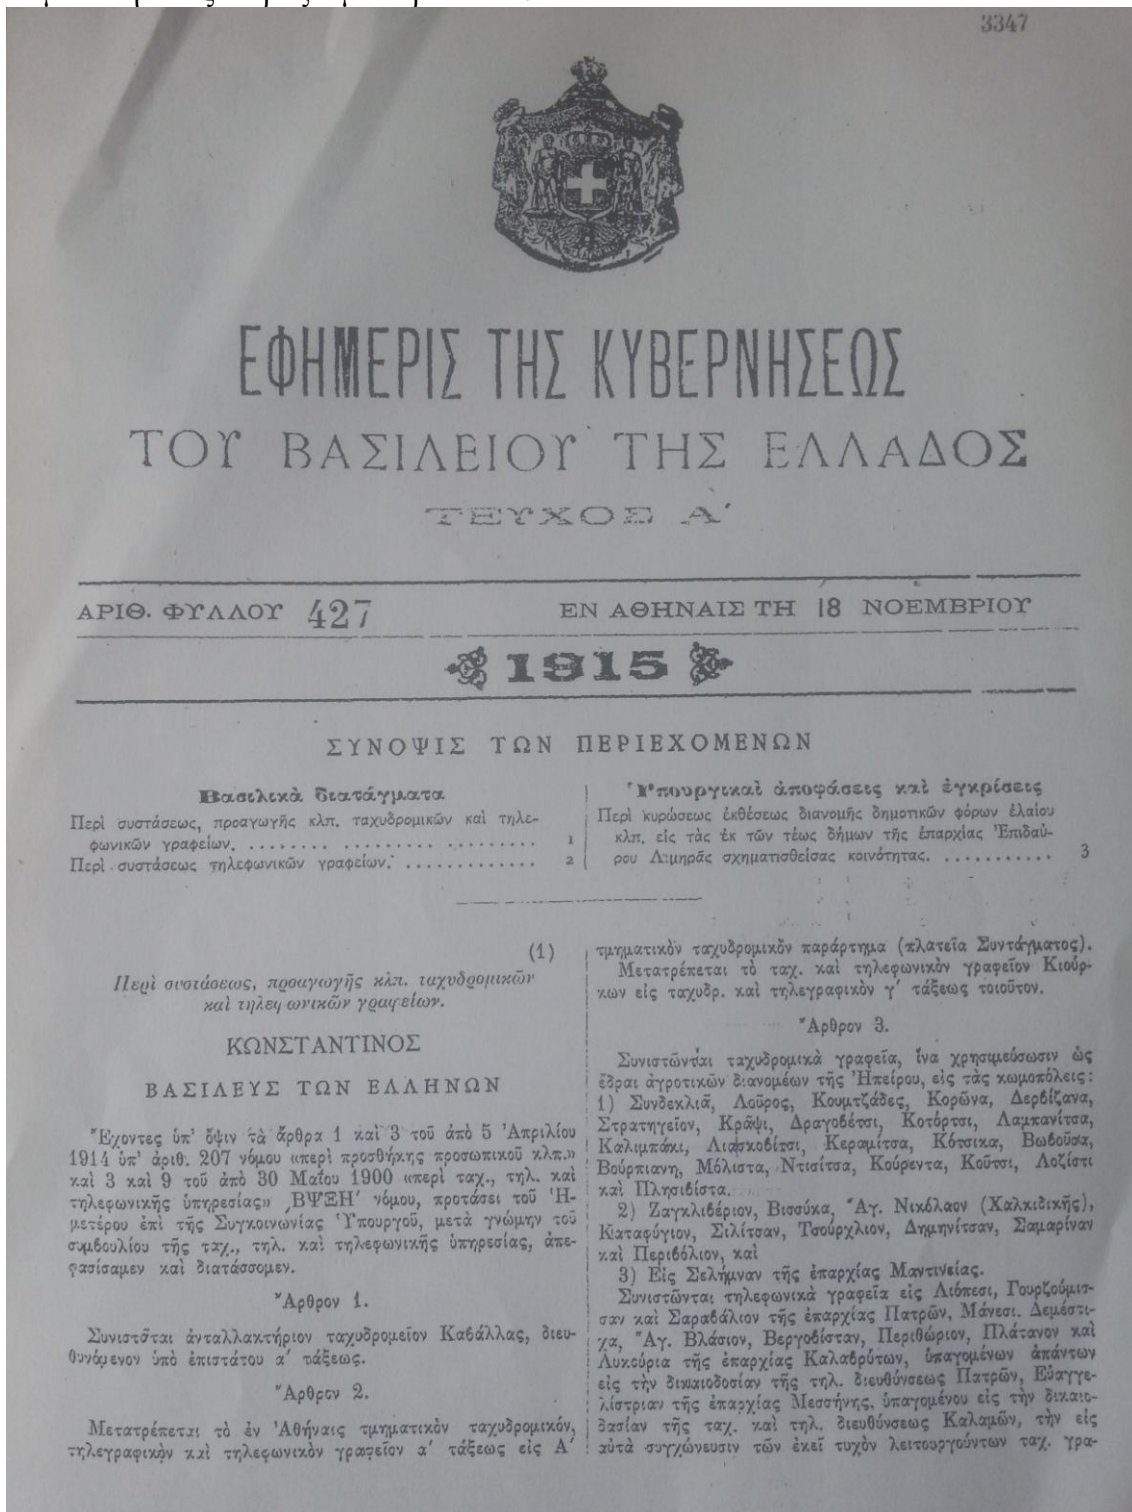 3347
ΕΦΗΜΕΡΙΣ ΤΗΣ ΚΥΒΕΡΝΗΣΕΩΣ
ΤΟΥ ΒΑΣΙΛΕΙΟΥ ΤΗΣ ΕΛΛΑΔΟΣ
ΤΕΥΧΟΣ Α'
ΑΡΙΘ. ΦΥΛΛΟΥ 427
ΕΝ ΑΘΗΝΑΙΣ ΤΗ 18 ΝΟΕΜΒΡΙΟΥ
1915
ΣΥΝΟΨΙΣ ΤΩΝ ΠΕΡΙΕΧΟΜΕΝΩΝ
Βασιλικὰ διατάγματα
Περὶ συστάσεως, προαγωγῆς κλπ. ταχυδρομικῶν καὶ τηλε-
φωνικῶν γραφείων. . . . . . . . . . . . . . . . . . . . 1
Περὶ συστάσεως τηλεφωνικῶν γραφείων. . . . . . . . . . . . . 2
Ὑπουργικαὶ ἀποφάσεις καὶ ἐγκρίσεις
Περὶ κυρώσεως ἐκθέσεως διανομῆς δημοτικῶν φόρων ἐλαίου
κλπ. εἰς τὰς ἐκ τῶν τέως δήμων τῆς ἐπαρχίας Ἐπιδαύ-
ρου Λιμηρᾶς σχηματισθείσας κοινότητας. . . . . . . . . . . . 3
(1)
Περὶ συστάσεως, προαγωγῆς κλπ. ταχυδρομικῶν
καὶ τηλεφωνικῶν γραφείων.
ΚΩΝΣΤΑΝΤΙΝΟΣ
ΒΑΣΙΛΕΥΣ ΤΩΝ ΕΛΛΗΝΩΝ
Ἔχοντες ὑπ' ὄψιν τὰ ἄρθρα 1 καὶ 3 τοῦ ἀπὸ 5 Ἀπριλίου
1914 ὑπ' ἀριθ. 207 νόμου «περὶ προσθήκης προσωπικοῦ κλπ.»
καὶ 3 καὶ 9 τοῦ ἀπὸ 30 Μαΐου 1900 «περὶ ταχ., τηλ. καὶ
τηλεφωνικῆς ὑπηρεσίας» ͵ΒΨΞΗ' νόμου, προτάσει τοῦ Ἡ-
μετέρου ἐπὶ τῆς Συγκοινωνίας Ὑπουργοῦ, μετὰ γνώμην τοῦ
συμβουλίου τῆς ταχ., τηλ. καὶ τηλεφωνικῆς ὑπηρεσίας, ἀπε-
φασίσαμεν καὶ διατάσσομεν.
Ἄρθρον 1.
Συνιστᾶται ἀνταλλακτήριον ταχυδρομεῖον Καβάλλας, διευ-
θυνόμενον ὑπὸ ἐπιστάτου α' τάξεως.
Ἄρθρον 2.
Μετατρέπεται τὸ ἐν Ἀθήναις τμηματικὸν ταχυδρομικόν,
τηλεγραφικὸν καὶ τηλεφωνικὸν γραφεῖον α' τάξεως εἰς Α'
τμηματικὸν ταχυδρομικὸν παράρτημα (πλατεῖα Συντάγματος).
Μετατρέπεται τὸ ταχ. καὶ τηλεφωνικὸν γραφεῖον Κιούρ-
κων εἰς ταχυδρ. καὶ τηλεγραφικὸν γ' τάξεως τοιοῦτον.
Ἄρθρον 3.
Συνιστῶνται ταχυδρομικὰ γραφεῖα, ἵνα χρησιμεύσωσιν ὡς
ἕδραι ἀγροτικῶν διανομέων τῆς Ἠπείρου, εἰς τὰς κωμοπόλεις:
1) Συνδεκλιᾶ, Λοῦρος, Κουμτζάδες, Κορῶνα, Δερβίζανα,
Στρατηγεῖον, Κράψι, Δραγοβέτσι, Κοτόρτσι, Λαμπανίτσα,
Καλιμπάκι, Λιασκοβίτσι, Κεραμίτσα, Κότσικα, Βωβοῦσα,
Βούρπιανη, Μόλιστα, Ντισίτσα, Κούρεντα, Κοῦτσι, Λοζίστι
καὶ Πλησιβίστα.
2) Ζαγκλιβέριον, Βισσύκα, Ἅγ. Νικόλαον (Χαλκιδικῆς),
Καταφύγιον, Σιλίτσαν, Τσούρχλιον, Δημηνίτσαν, Σαμαρίναν
καὶ Περιβόλιον, καὶ
3) Εἰς Σελήμναν τῆς ἐπαρχίας Μαντινείας.
Συνιστῶνται τηλεφωνικὰ γραφεῖα εἰς Λιόπεσι, Γουρζούμισ-
σαν καὶ Σαραβάλιον τῆς ἐπαρχίας Πατρῶν, Μάνεσι. Δεμέστι-
χα, Ἅγ. Βλάσιον, Βεργοβίσταν, Περιθώριον, Πλάτανον καὶ
Λυκούρια τῆς ἐπαρχίας Καλαβρύτων, ὑπαγομένων ἁπάντων
εἰς τὴν δικαιοδοσίαν τῆς τηλ. διευθύνσεως Πατρῶν, Εὐαγγε-
λίστριαν τῆς ἐπαρχίας Μεσσήνης, ὑπαγομένου εἰς τὴν δικαιο-
δοσίαν τῆς ταχ. καὶ τηλ. διευθύνσεως Καλαμῶν, τὴν εἰς
αὐτὰ συγχώνευσιν τῶν ἐκεῖ τυχὸν λειτουργούντων ταχ. γρα-